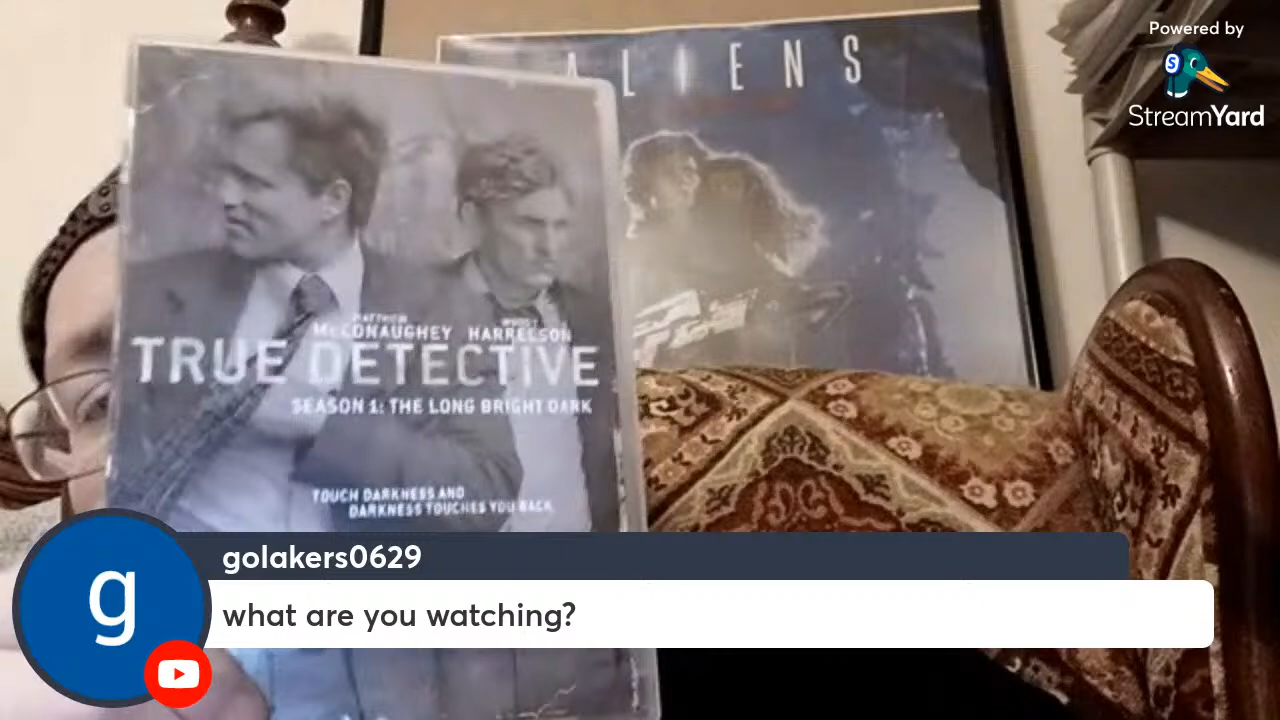 Powered by
StreamYard
ALIENS
MATTHEW WOODY
McCONAUGHEY HARRELSON
TRUE DETECTIVE
SEASON 1: THE LONG BRIGHT DARK
TOUCH DARKNESS AND
DARKNESS TOUCHES YOU BACK
g
golakers0629
what are you watching?